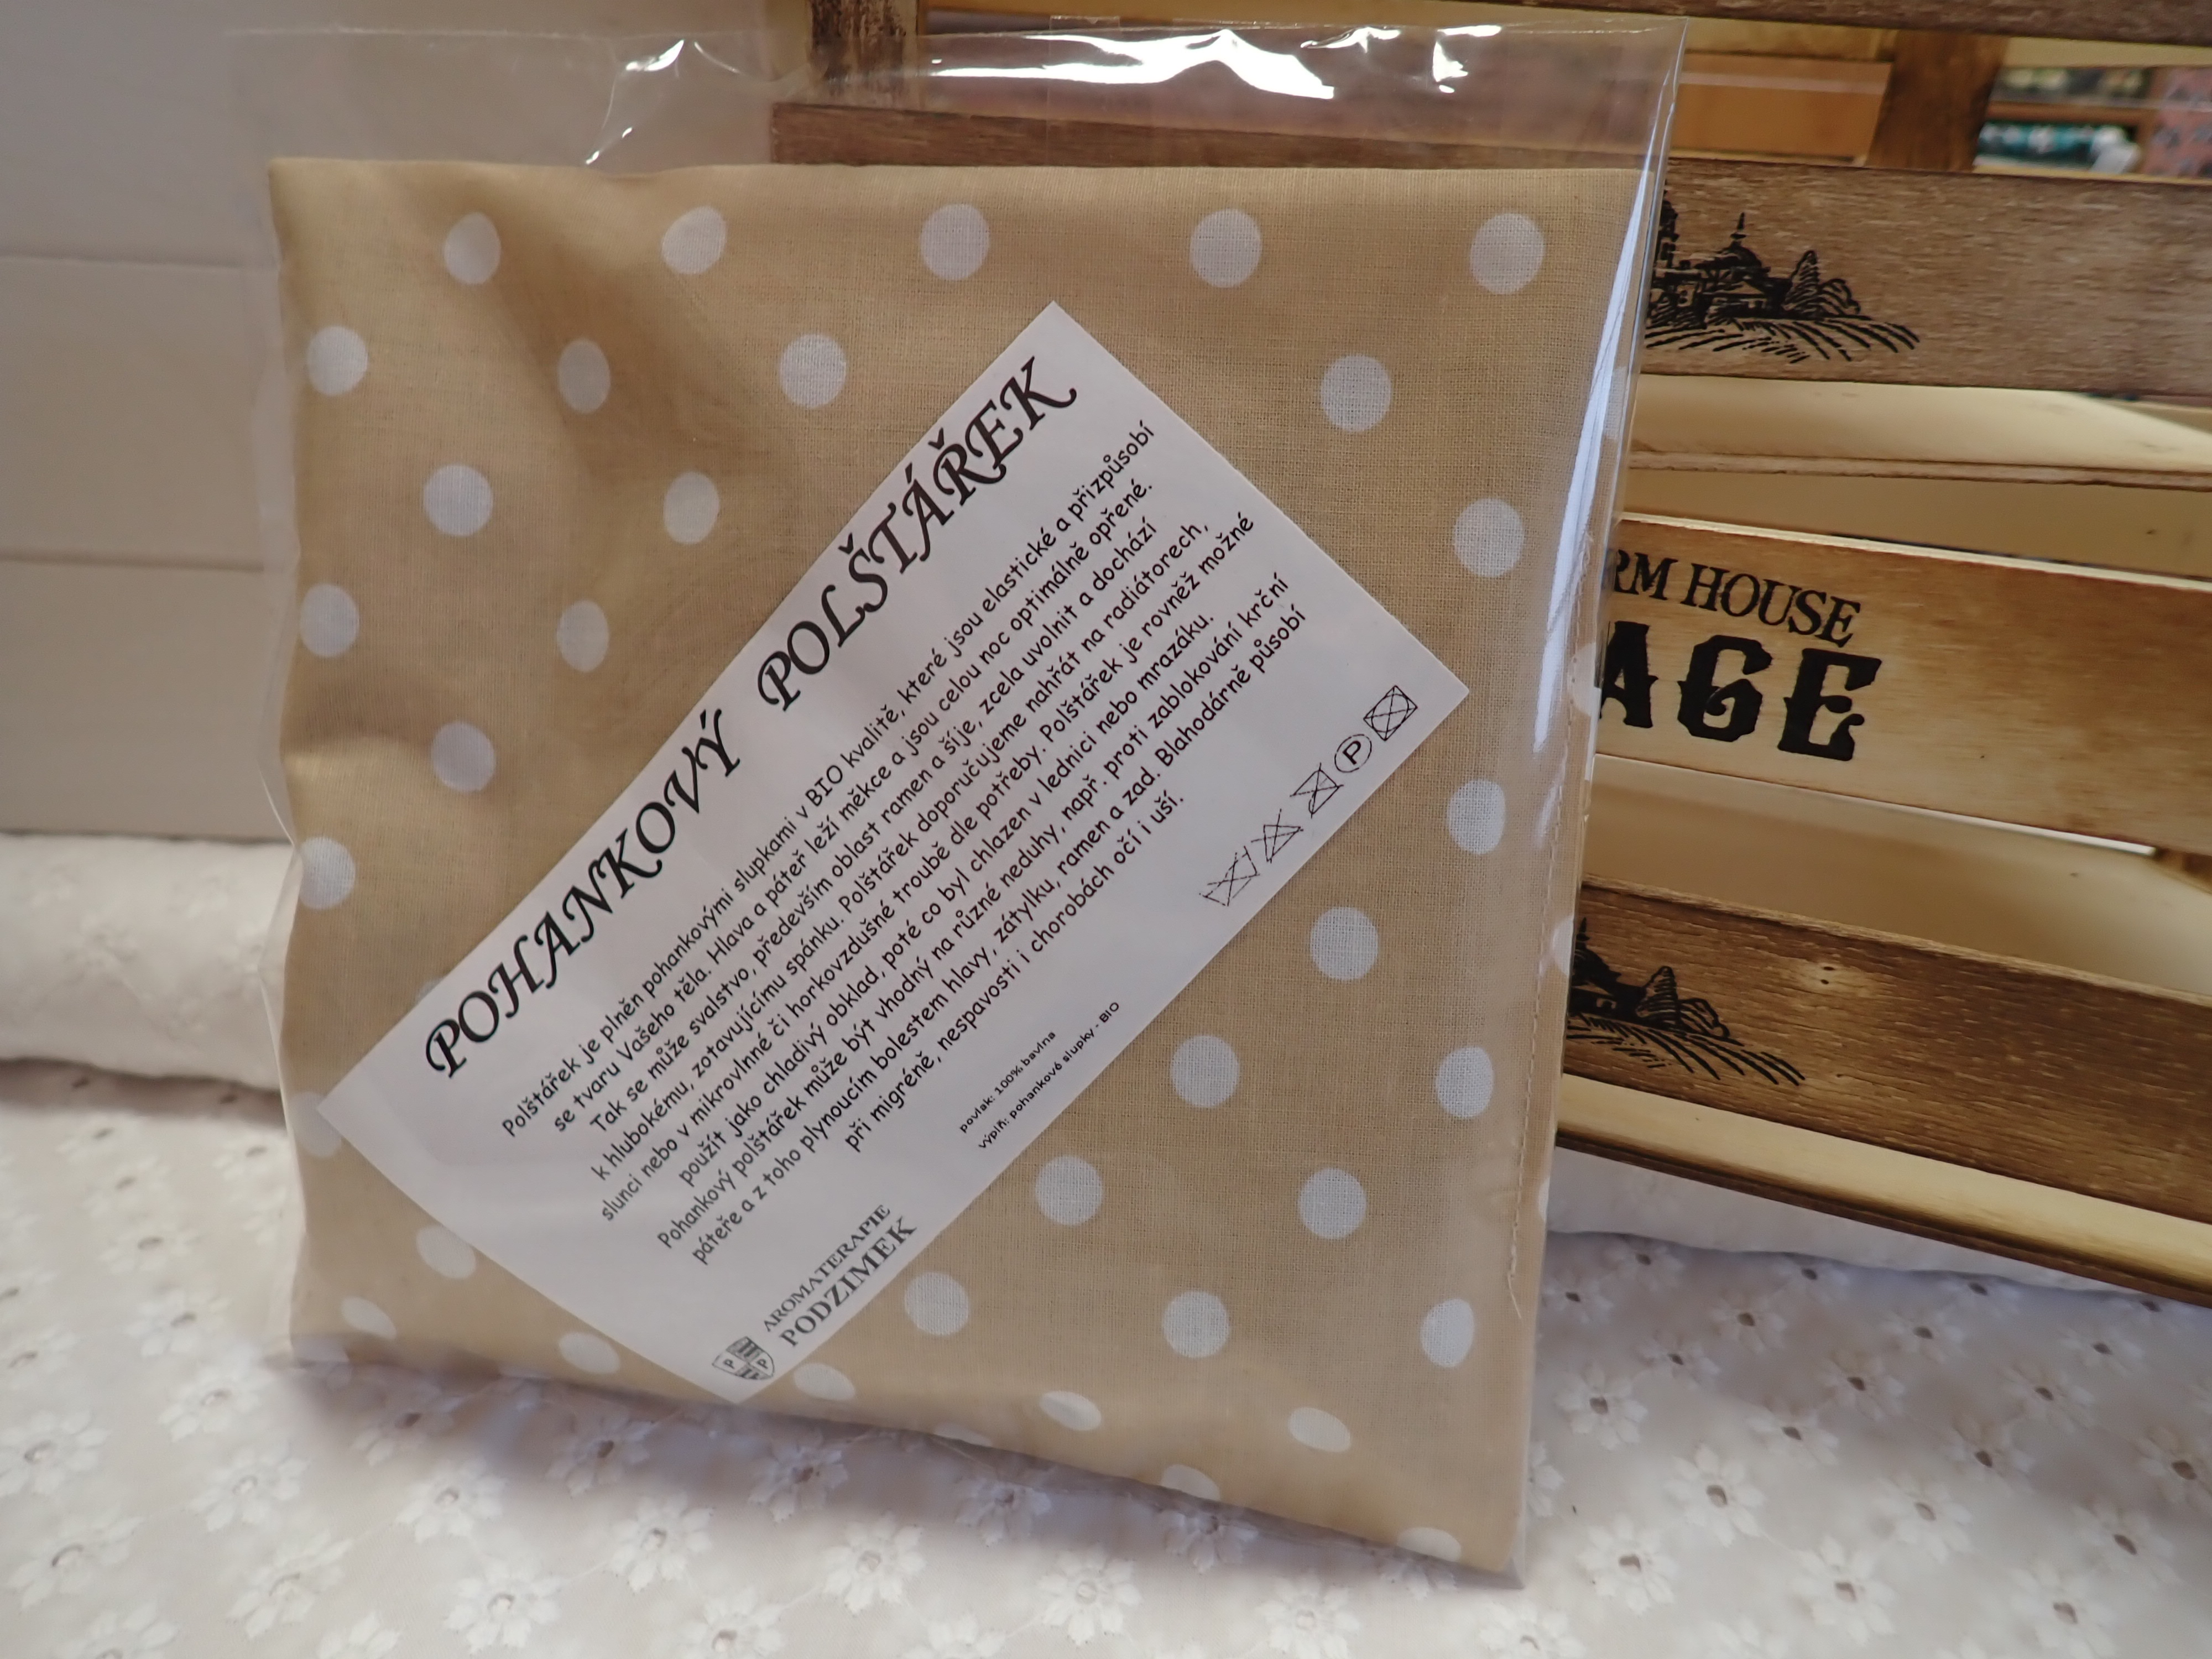 POHANKOVÝ POLŠTÁŘEK
Polštářek je plněn pohankovými slupkami v BIO kvalitě, které jsou elastické a přizpůsobí
se tvaru Vašeho těla. Hlava a páteř leží měkce a jsou celou noc optimálně opřené.
Tak se může svalstvo, především oblast ramen a šíje, zcela uvolnit a dochází
k hlubokému, zotavujícímu spánku. Polštářek doporučujeme nahřát na radiátorech,
slunci nebo v mikrovlnné či horkovzdušné troubě dle potřeby. Polštářek je rovněž možné
použít jako chladivý obklad, poté co byl chlazen v lednici nebo mrazáku.
Pohankový polštářek může být vhodný na různé neduhy, např. proti zablokování krční
páteře a z toho plynoucím bolestem hlavy, zátylku, ramen a zad. Blahodárně působí
při migréně, nespavosti i chorobách očí i uší.
povlak: 100% bavlna
výplň: pohankové slupky - BIO
P
AROMATERAPIE
PODZIMEK
P P
RM HOUSE
AGE